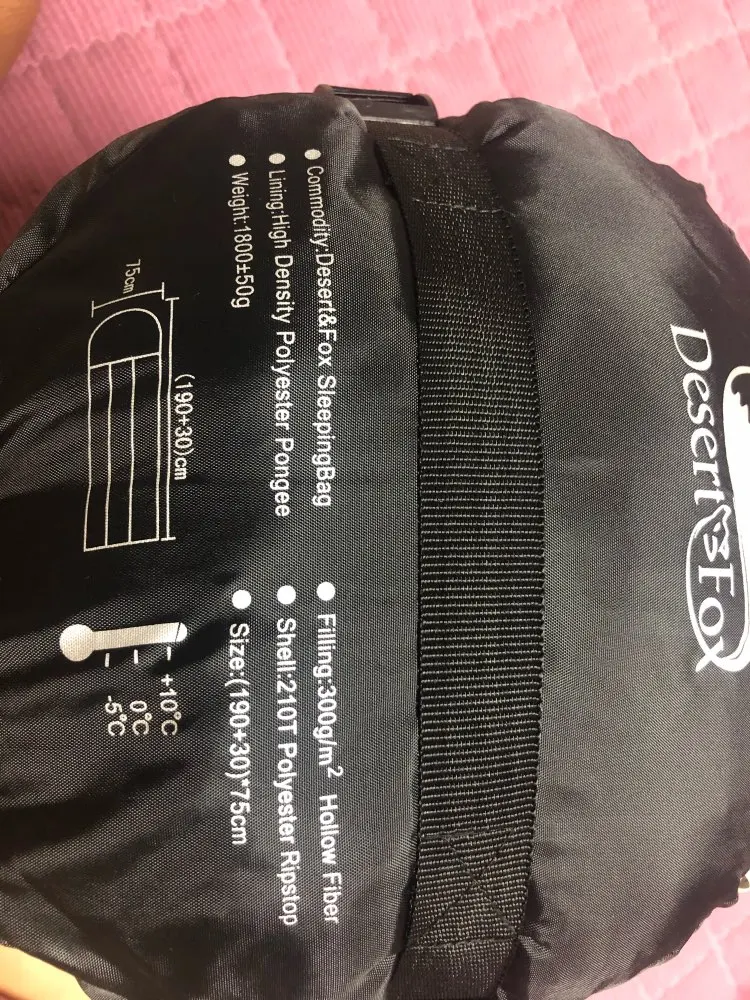 Desert Fox
● Commodity:Desert&Fox SleepingBag
● Lining:High Density Polyester Pongee
● Weight:1800±50g
● Filling:300g/m² Hollow Fiber
● Shell:210T Polyester Ripstop
● Size:(190+30)*75cm
75cm
(190+30)cm
+10°C
0°C
-5°C